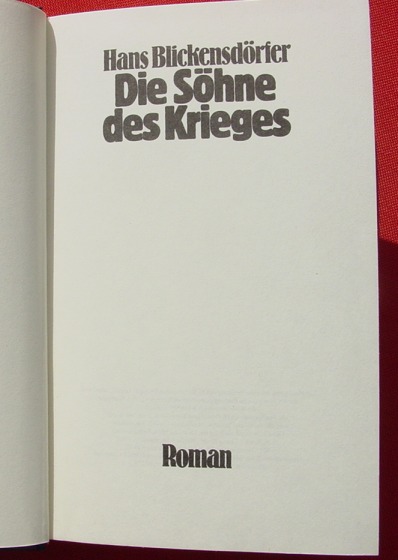 Hans Blickensdörfer
Die Söhne
des Krieges
Roman